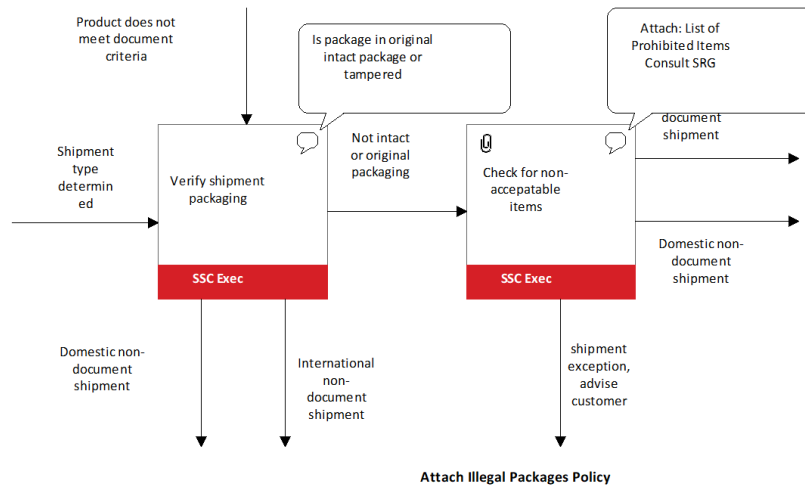 Product does not
meet document
criteria
Is package in original
intact package or
tampered
Attach: List of
Prohibited Items
Consult SRG
document
shipment
Shipment
type
determin
ed
Verify shipment
packaging
Not intact
or original
packaging
Check for non-
accepatable
items
Domestic non-
document
shipment
SSC Exec
SSC Exec
Domestic non-
document
shipment
International
non-
document
shipment
shipment
exception,
advise
customer
Attach Illegal Packages Policy